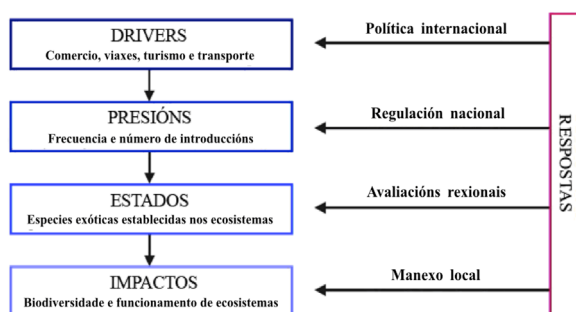 DRIVERS
Comercio, viaxes, turismo e transporte
Política internacional
PRESIÓNS
Frecuencia e número de introduccións
Regulación nacional
ESTADOS
Especies exóticas establecidas nos ecosistemas
Avaliacións rexionais
IMPACTOS
Biodiversidade e funcionamento de ecosistemas
Manexo local
RESPOSTAS